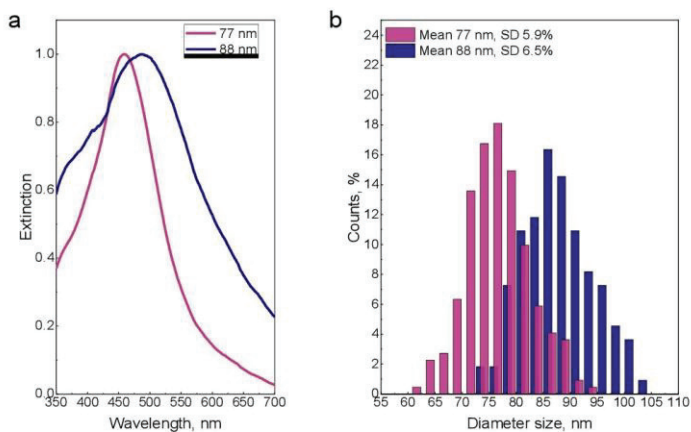 a
77 nm
88 nm
Extinction
1.0
0.8
0.6
0.4
0.2
0.0
350 400 450 500 550 600 650 700
Wavelength, nm
b
Mean 77 nm, SD 5.9%
Mean 88 nm, SD 6.5%
Counts, %
24
22
20
18
16
14
12
10
8
6
4
2
0
55 60 65 70 75 80 85 90 95 100 105 110
Diameter size, nm